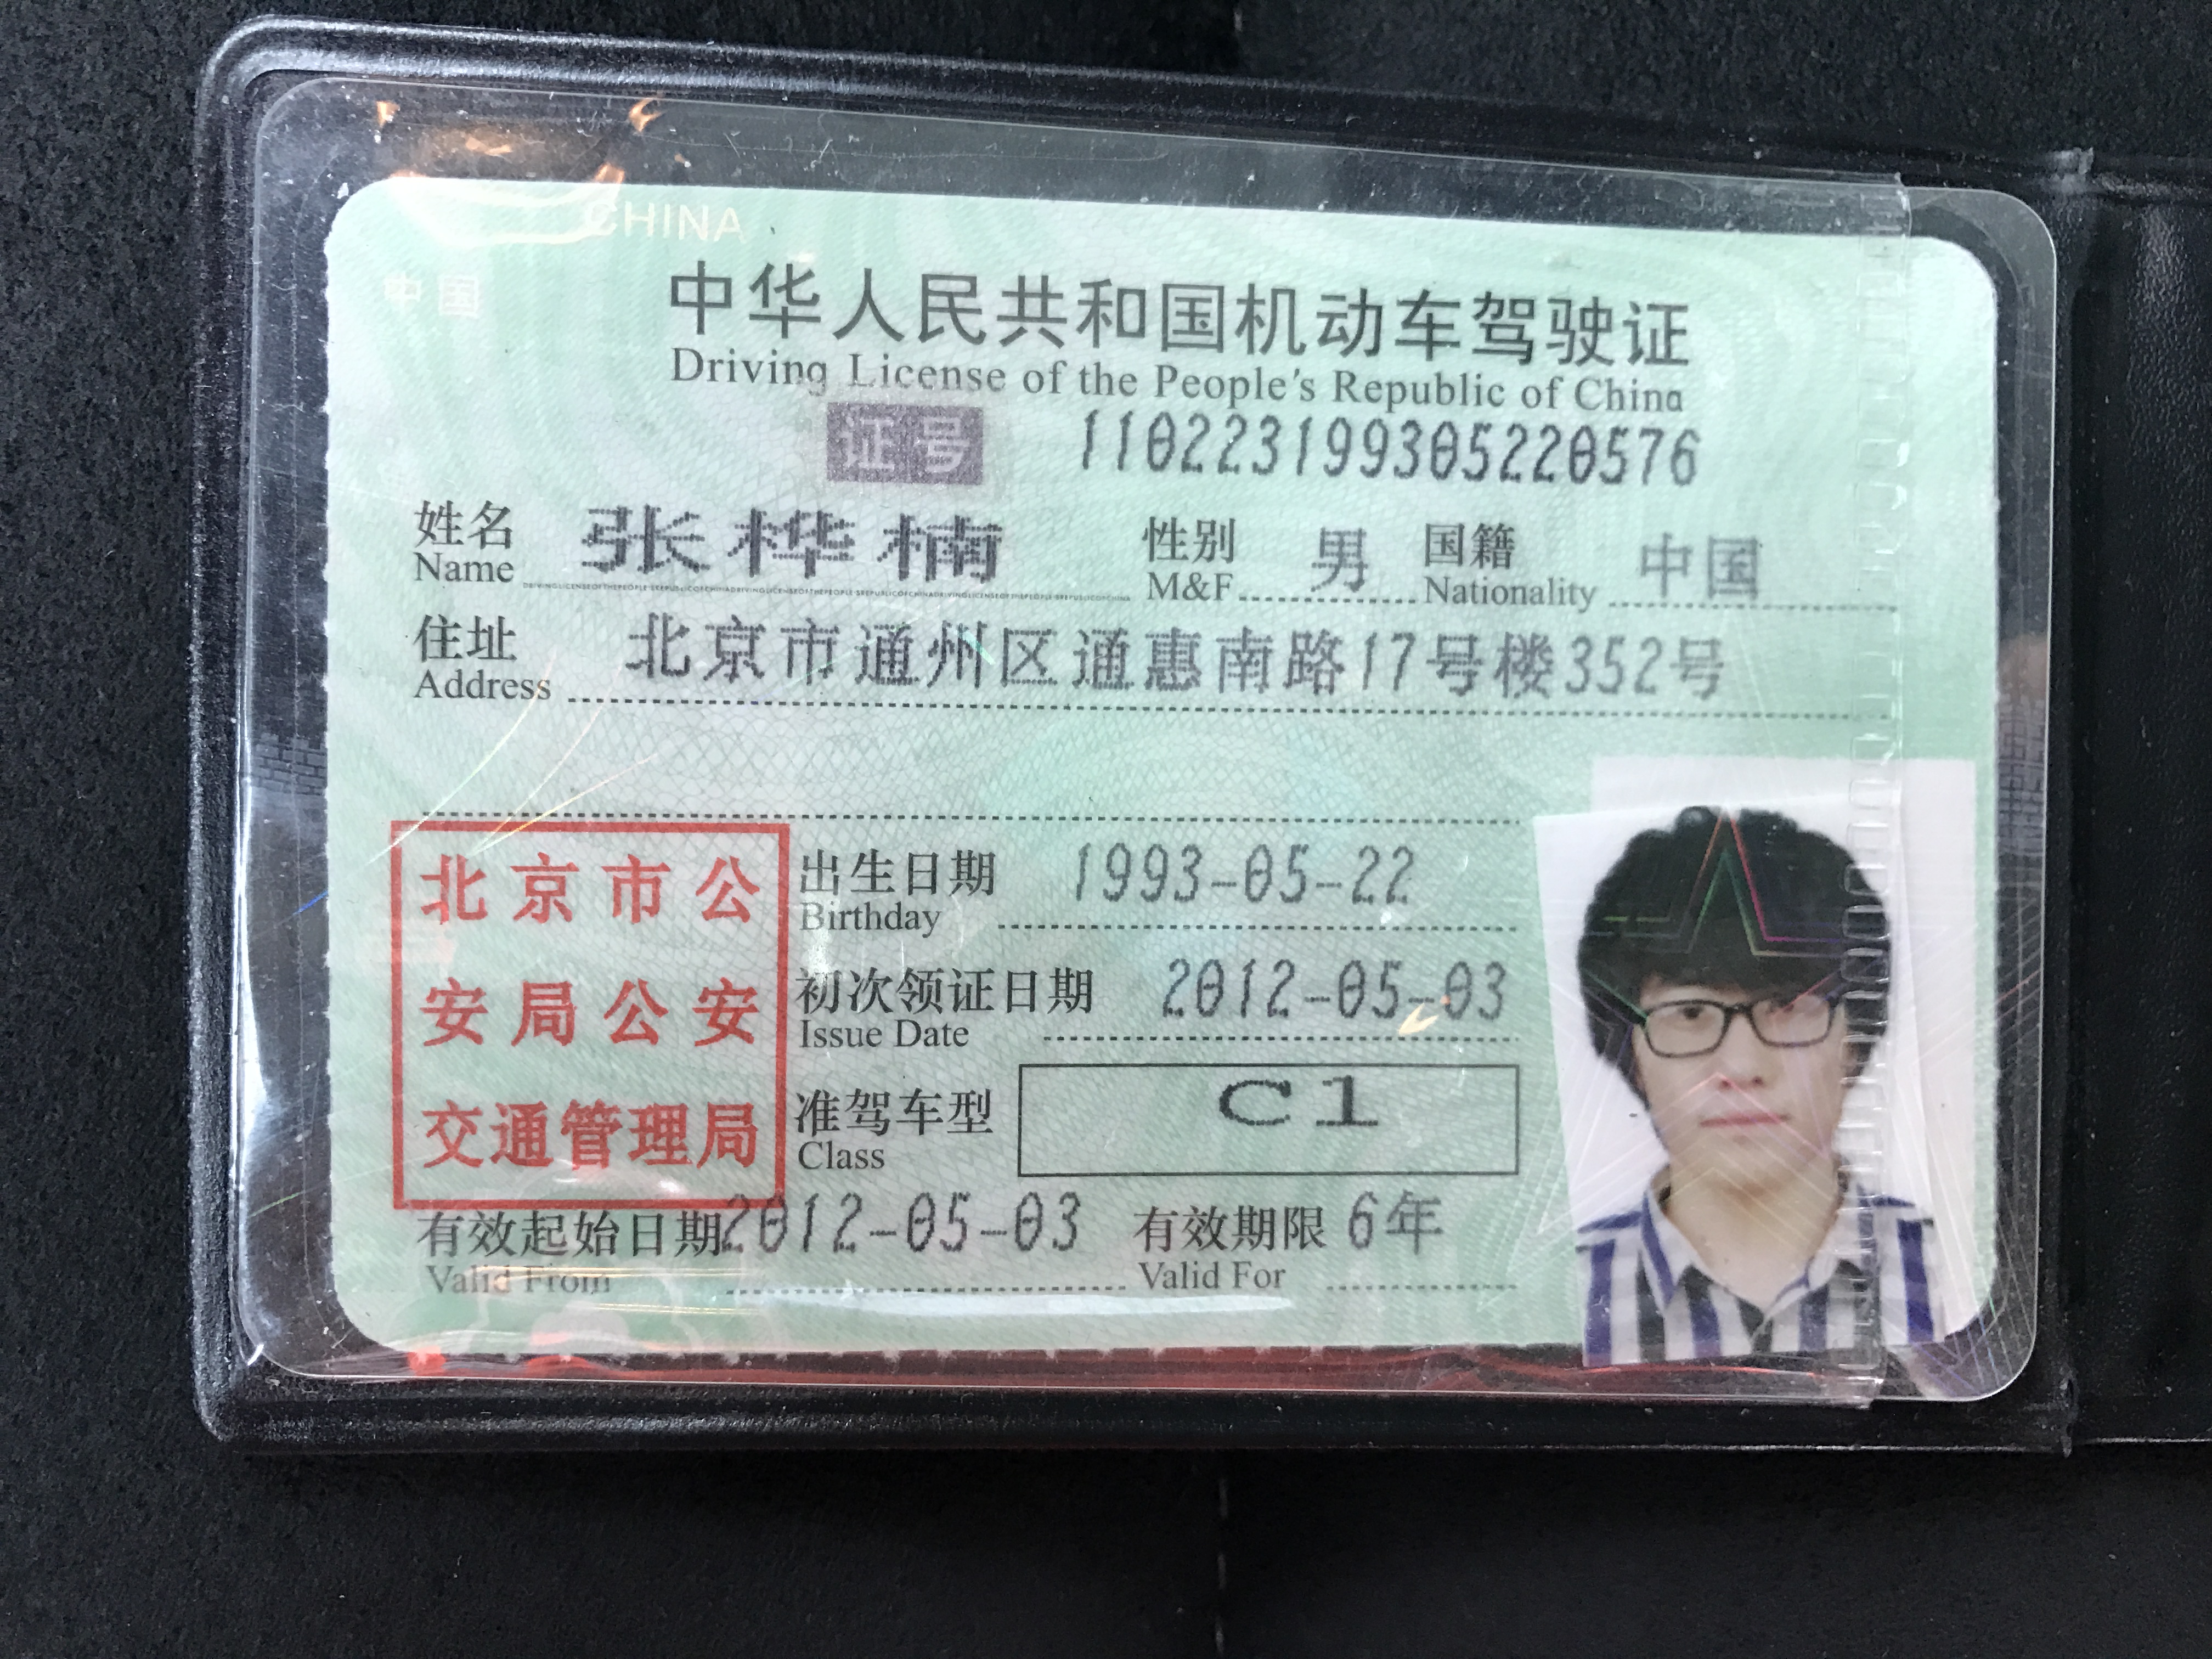 中国
CHINA
中华人民共和国机动车驾驶证
Driving License of the People's Republic of China
证号 110223199305220576
姓名 张桦楠 性别 男 国籍 中国
Name M&F Nationality
住址 北京市通州区通惠南路17号楼352号
Address
北京市公
安局公安
交通管理局
出生日期 1993-05-22
Birthday
初次领证日期 2012-05-03
Issue Date
准驾车型 C1
Class
有效起始日期 2012-05-03 有效期限 6年
Valid From Valid For